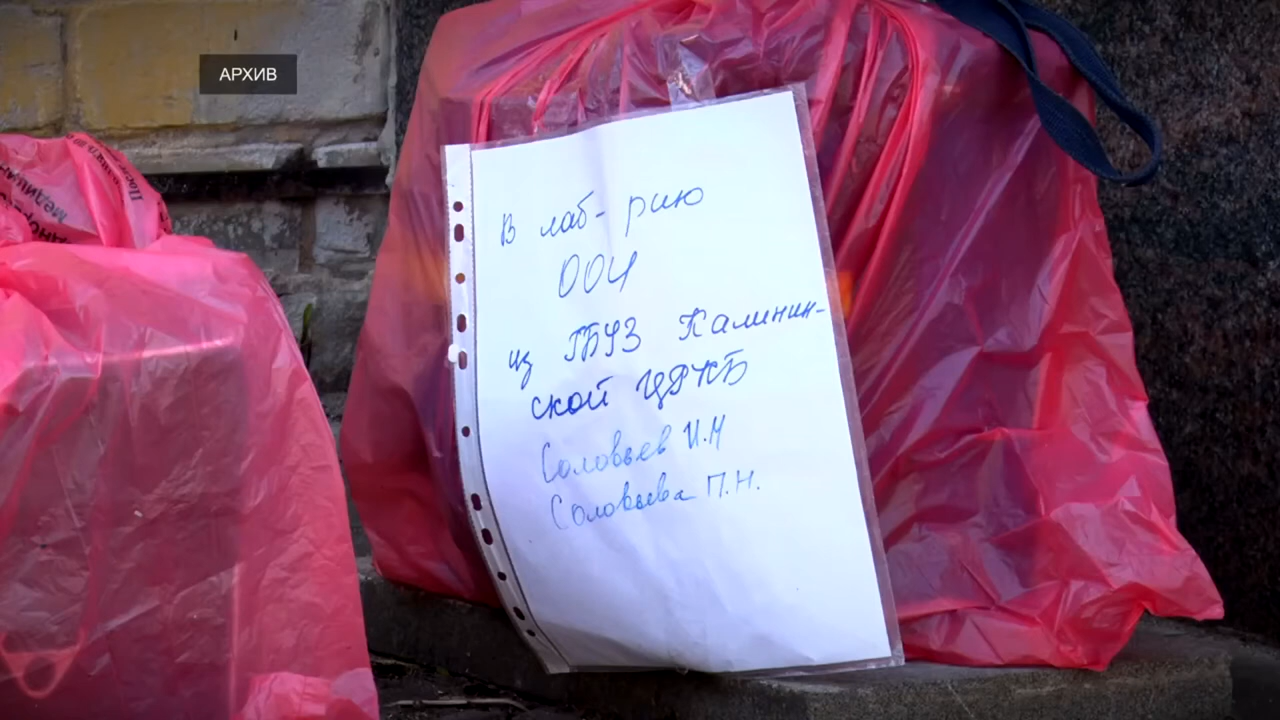 АРХИВ
В лаб-рию
ООИ
из ГБУЗ Калинин-
ской ЦРКБ
Соловьев И.Н
Соловьева П.Н.